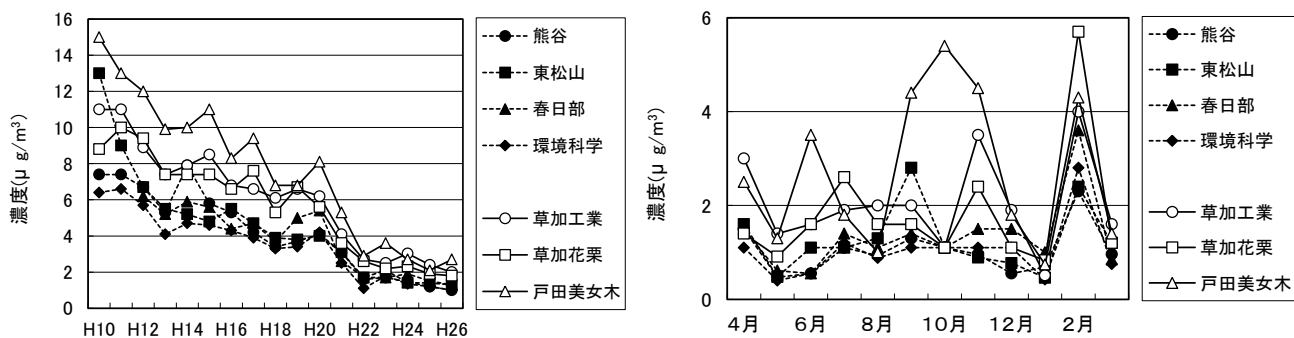 濃度(μ g/m³)
16
14
12
10
8
6
4
2
0
H10 H12 H14 H16 H18 H20 H22 H24 H26
熊谷
東松山
春日部
環境科学
草加工業
草加花栗
戸田美女木
濃度(μ g/m³)
6
4
2
0
4月 6月 8月 10月 12月 2月
熊谷
東松山
春日部
環境科学
草加工業
草加花栗
戸田美女木